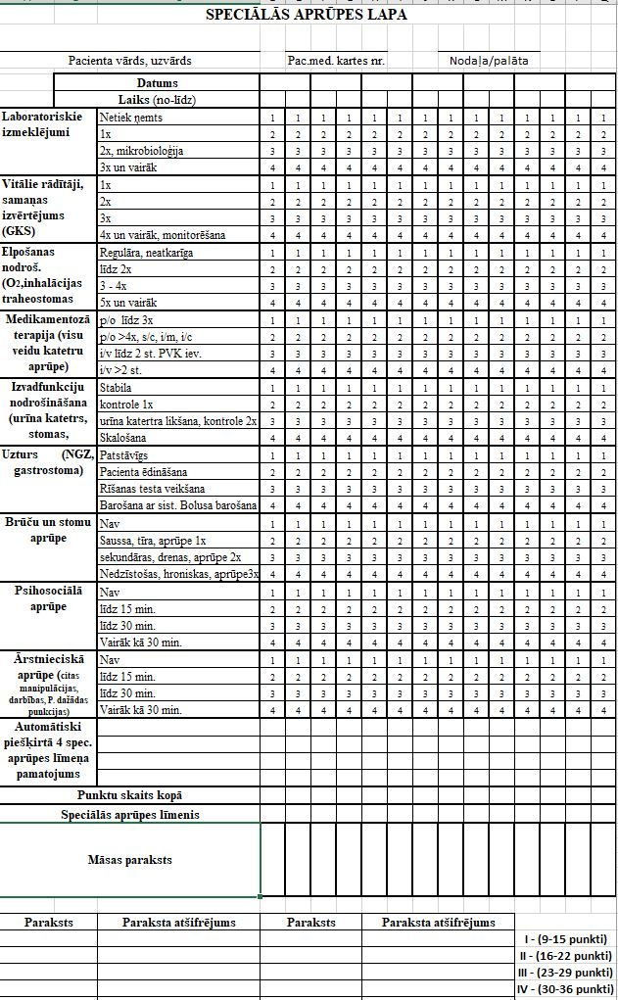 SPECIĀLĀS APRŪPES LAPA
Pacienta vārds, uzvārds Pac.med. kartes nr. Nodaļa/palāta
Datums
Laiks (no-līdz)
Laboratoriskie izmeklējumi
Netiek ņemts 1 1 1 1 1 1 1 1 1 1 1 1 1 1
1x 2 2 2 2 2 2 2 2 2 2 2 2 2 2
2x, mikrobioloģija 3 3 3 3 3 3 3 3 3 3 3 3 3 3
3x un vairāk 4 4 4 4 4 4 4 4 4 4 4 4 4 4
Vitālie rādītāji, samaņas izvērtējums (GKS)
1x 1 1 1 1 1 1 1 1 1 1 1 1 1 1
2x 2 2 2 2 2 2 2 2 2 2 2 2 2 2
3x 3 3 3 3 3 3 3 3 3 3 3 3 3 3
4x un vairāk, monitorēšana 4 4 4 4 4 4 4 4 4 4 4 4 4 4
Elpošanas nodroš. (O2,inhalācijas traheostomas
Regulāra, neatkarīga 1 1 1 1 1 1 1 1 1 1 1 1 1 1
līdz 2x 2 2 2 2 2 2 2 2 2 2 2 2 2 2
3 - 4x 3 3 3 3 3 3 3 3 3 3 3 3 3 3
5x un vairāk 4 4 4 4 4 4 4 4 4 4 4 4 4 4
Medikamentozā terapija (visu veidu katetru aprūpe)
p/o līdz 3x 1 1 1 1 1 1 1 1 1 1 1 1 1 1
p/o >4x, s/c, i/m, i/c 2 2 2 2 2 2 2 2 2 2 2 2 2 2
i/v līdz 2 st. PVK iev. 3 3 3 3 3 3 3 3 3 3 3 3 3 3
i/v >2 st. 4 4 4 4 4 4 4 4 4 4 4 4 4 4
Izvadfunkciju nodrošināšana (urīna katetrs, stomas,
Stabila 1 1 1 1 1 1 1 1 1 1 1 1 1 1
kontrole 1x 2 2 2 2 2 2 2 2 2 2 2 2 2 2
urīna katertra likšana, kontrole 2x 3 3 3 3 3 3 3 3 3 3 3 3 3 3
Skalošana 4 4 4 4 4 4 4 4 4 4 4 4 4 4
Uzturs (NGZ, gastrostoma)
Patstāvīgs 1 1 1 1 1 1 1 1 1 1 1 1 1 1
Pacienta ēdināšana 2 2 2 2 2 2 2 2 2 2 2 2 2 2
Rīšanas testa veikšana 3 3 3 3 3 3 3 3 3 3 3 3 3 3
Barošana ar sist. Bolusa barošana 4 4 4 4 4 4 4 4 4 4 4 4 4 4
Brūču un stomu aprūpe
Nav 1 1 1 1 1 1 1 1 1 1 1 1 1 1
Saussa, tīra, aprūpe 1x 2 2 2 2 2 2 2 2 2 2 2 2 2 2
sekundāras, drenas, aprūpe 2x 3 3 3 3 3 3 3 3 3 3 3 3 3 3
Nedzīstošas, hroniskas, aprūpe3x 4 4 4 4 4 4 4 4 4 4 4 4 4 4
Psihosociālā aprūpe
Nav 1 1 1 1 1 1 1 1 1 1 1 1 1 1
līdz 15 min. 2 2 2 2 2 2 2 2 2 2 2 2 2 2
līdz 30 min. 3 3 3 3 3 3 3 3 3 3 3 3 3 3
Vairāk kā 30 min. 4 4 4 4 4 4 4 4 4 4 4 4 4 4
Ārstnieciskā aprūpe (citas manipulācijas, darbības, P. dažādas punkcijas)
Nav 1 1 1 1 1 1 1 1 1 1 1 1 1 1
līdz 15 min. 2 2 2 2 2 2 2 2 2 2 2 2 2 2
līdz 30 min. 3 3 3 3 3 3 3 3 3 3 3 3 3 3
Vairāk kā 30 min. 4 4 4 4 4 4 4 4 4 4 4 4 4 4
Automātiski piešķirtā 4 spec. aprūpes līmeņa pamatojums
Punktu skaits kopā
Speciālās aprūpes līmenis
Māsas paraksts
Paraksts Paraksta atšifrējums Paraksts Paraksta atšifrējums
I - (9-15 punkti)
II - (16-22 punkti)
III - (23-29 punkti)
IV - (30-36 punkti)